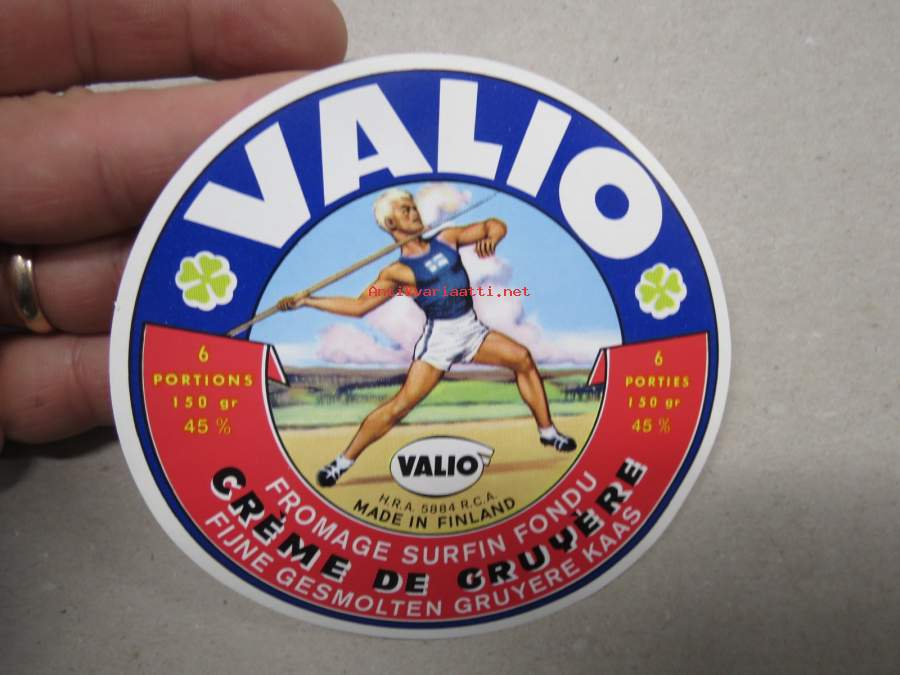 VALIO
Antikvariaatti.net
6
PORTIONS
150 gr
45 %
6
PORTIES
150 gr
45 %
VALIO
H.R.A. 5884 R.C.A.
MADE IN FINLAND
FROMAGE SURFIN FONDU
CRÈME DE GRUYÈRE
FIJNE GESMOLTEN GRUYERE KAAS